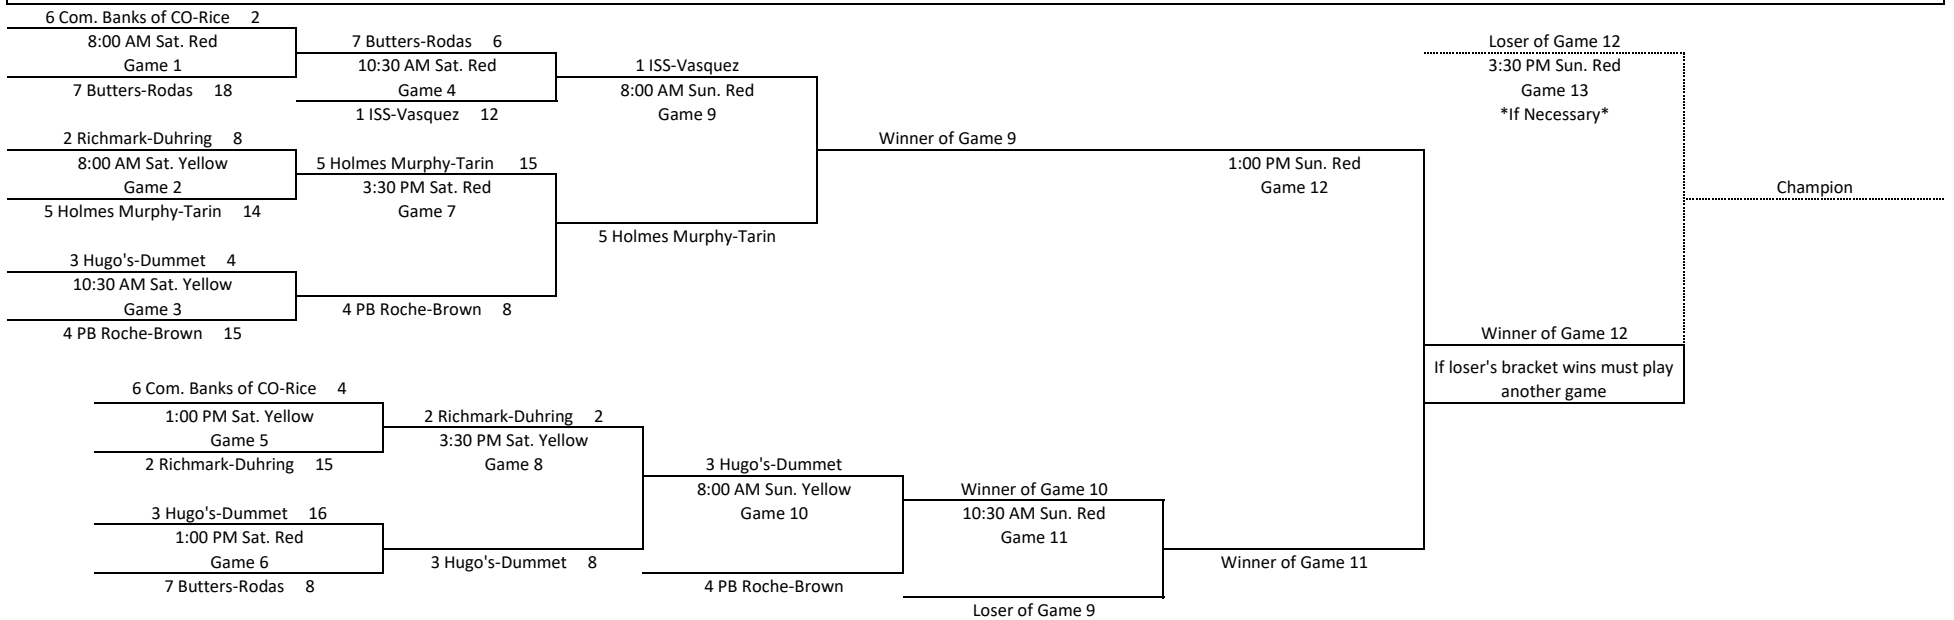 6 Com. Banks of CO-Rice 2
8:00 AM Sat. Red
Game 1
7 Butters-Rodas 18
2 Richmark-Duhring 8
8:00 AM Sat. Yellow
Game 2
5 Holmes Murphy-Tarin 14
3 Hugo's-Dummet 4
10:30 AM Sat. Yellow
Game 3
4 PB Roche-Brown 15
7 Butters-Rodas 6
10:30 AM Sat. Red
Game 4
1 ISS-Vasquez 12
5 Holmes Murphy-Tarin 15
3:30 PM Sat. Red
Game 7
4 PB Roche-Brown 8
1 ISS-Vasquez
8:00 AM Sun. Red
Game 9
5 Holmes Murphy-Tarin
Winner of Game 9
1:00 PM Sun. Red
Game 12
Loser of Game 12
3:30 PM Sun. Red
Game 13
*If Necessary*
Champion
Winner of Game 12
If loser's bracket wins must play
another game
6 Com. Banks of CO-Rice 4
1:00 PM Sat. Yellow
Game 5
2 Richmark-Duhring 15
3 Hugo's-Dummet 16
1:00 PM Sat. Red
Game 6
7 Butters-Rodas 8
2 Richmark-Duhring 2
3:30 PM Sat. Yellow
Game 8
3 Hugo's-Dummet 8
3 Hugo's-Dummet
8:00 AM Sun. Yellow
Game 10
4 PB Roche-Brown
Winner of Game 10
10:30 AM Sun. Red
Game 11
Loser of Game 9
Winner of Game 11